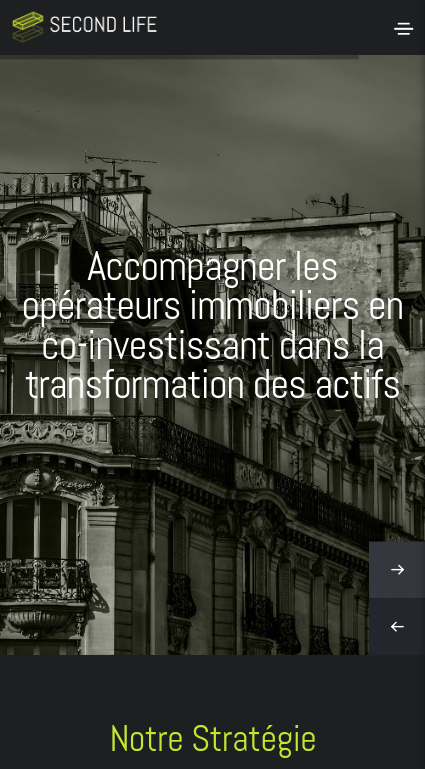 SECOND LIFE
Accompagner les
opérateurs immobiliers en
co-investissant dans la
transformation des actifs
Notre Stratégie